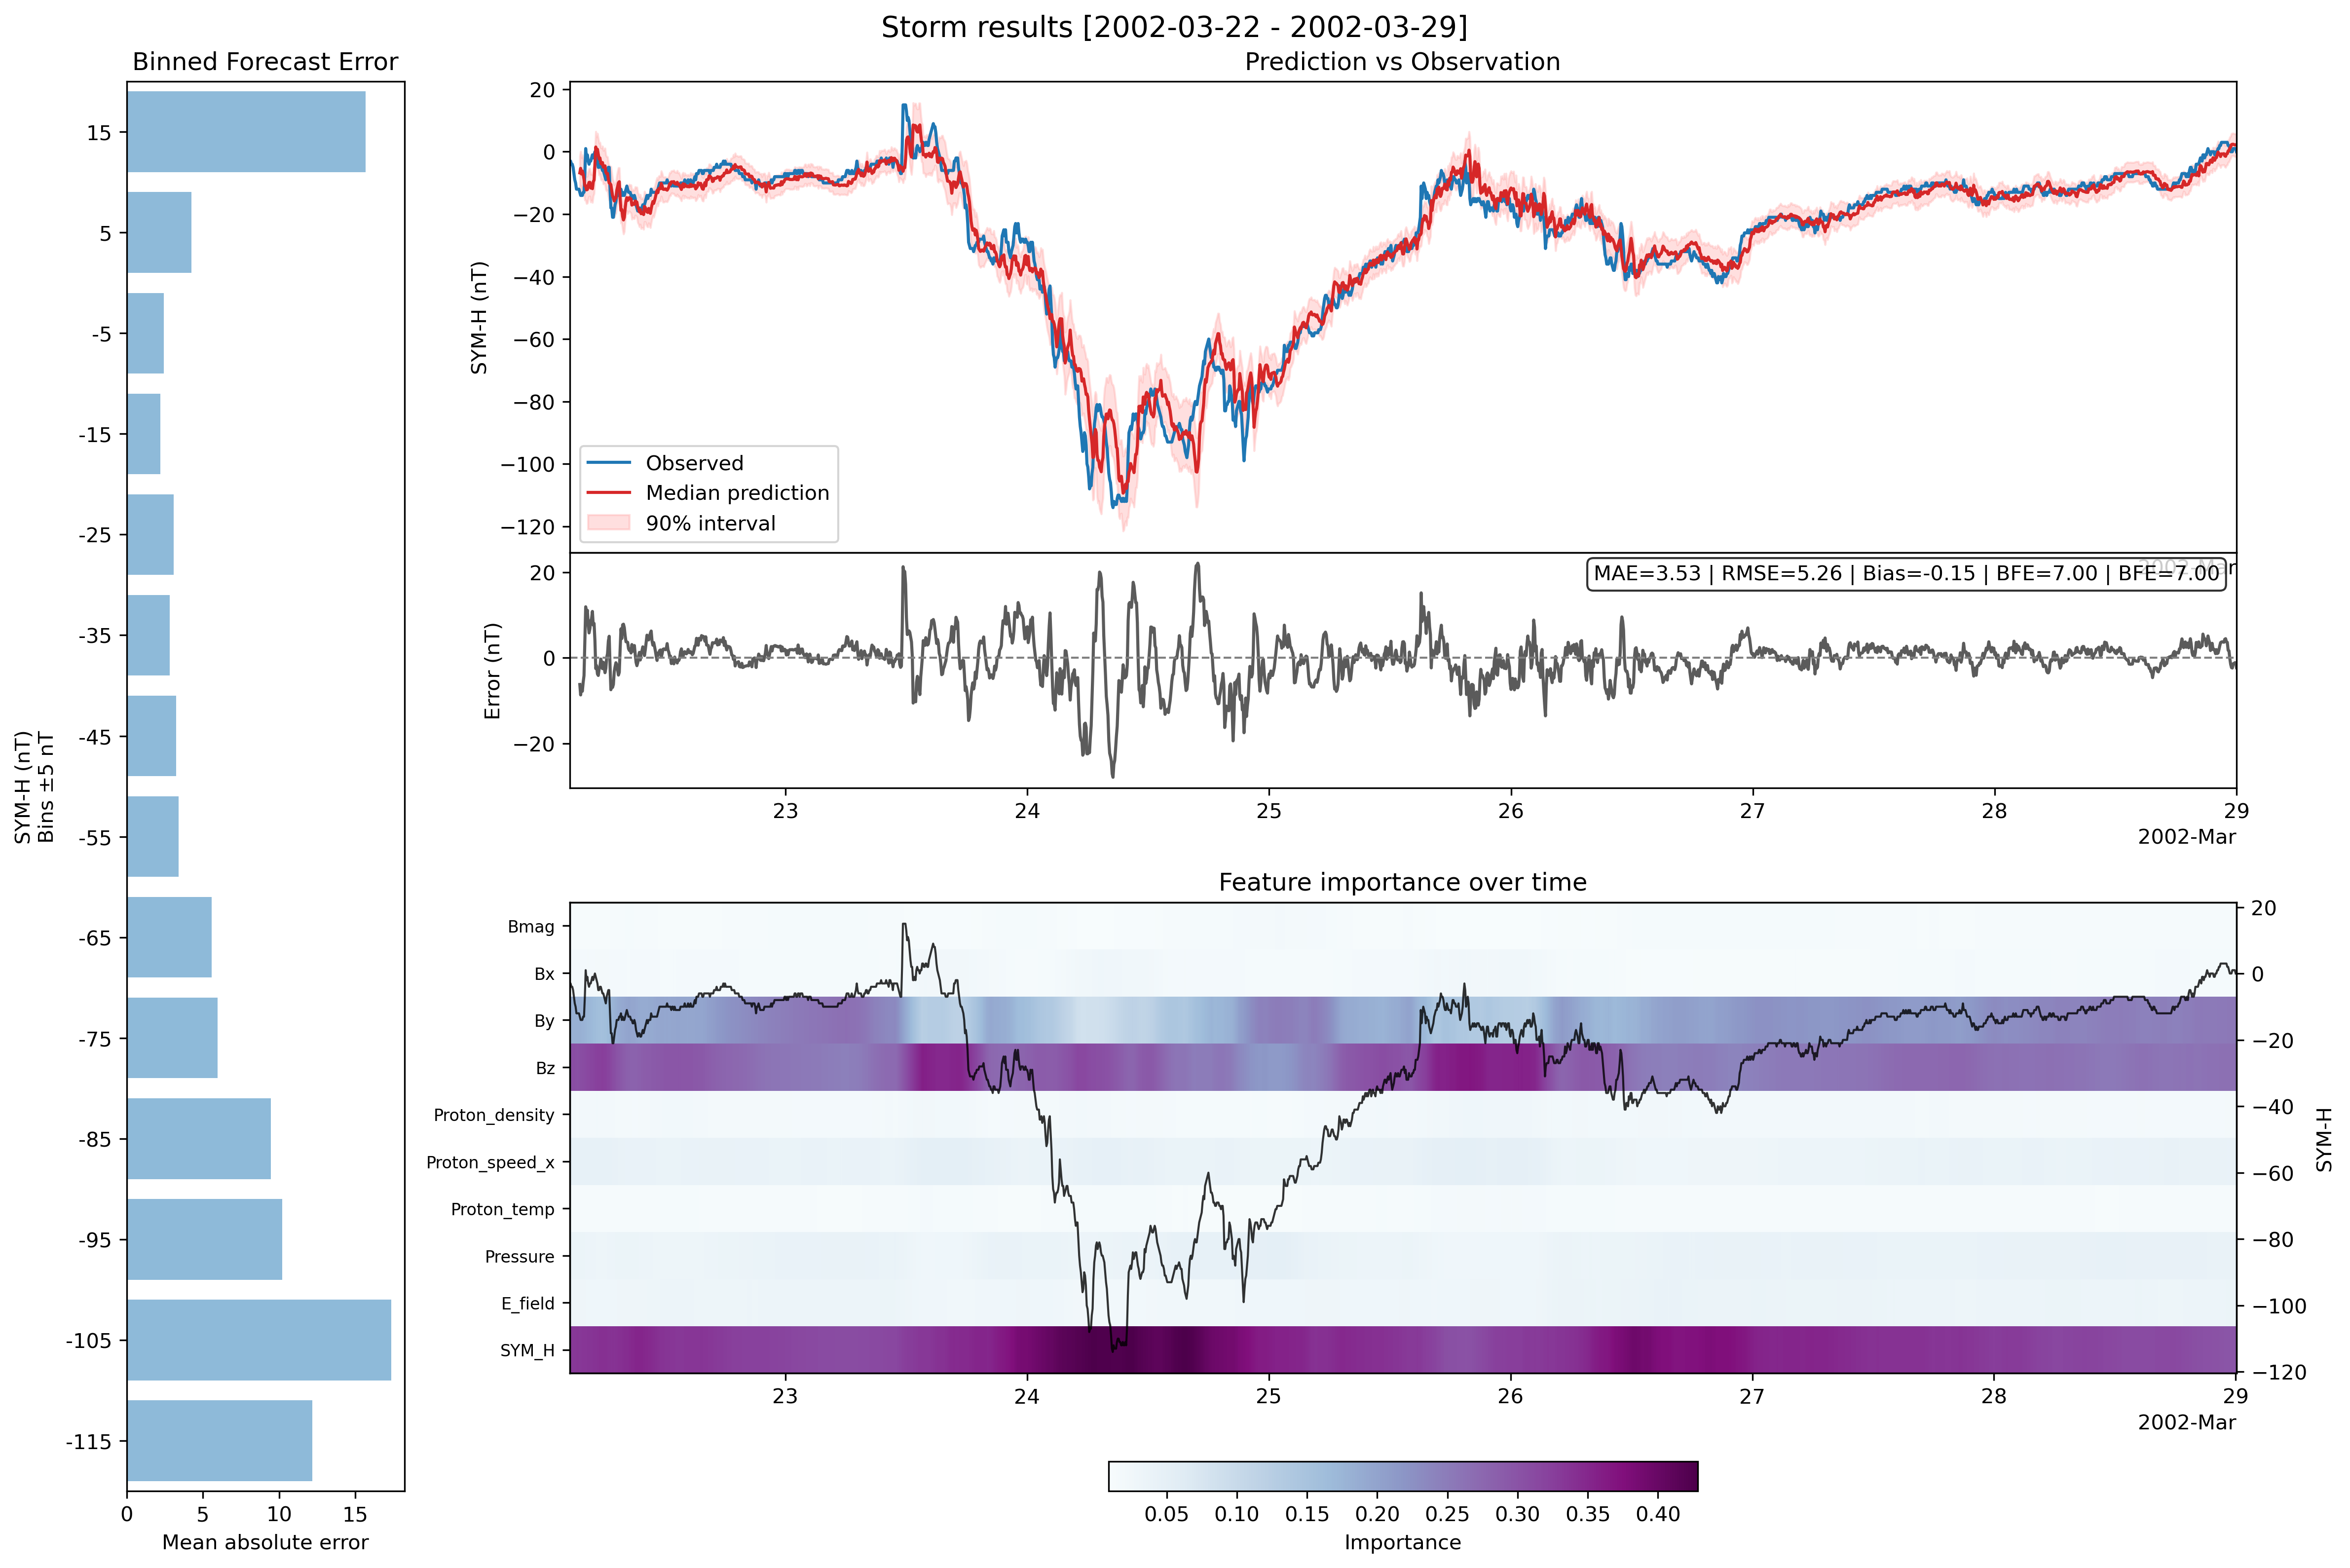 Storm results [2002-03-22 - 2002-03-29]
Binned Forecast Error
15
5
-5
-15
-25
-35
-45
-55
-65
-75
-85
-95
-105
-115
SYM-H (nT)
Bins ±5 nT
0 5 10 15
Mean absolute error
Prediction vs Observation
20
0
−20
−40
−60
−80
−100
−120
SYM-H (nT)
Observed
Median prediction
90% interval
2002-Mar
MAE=3.53 | RMSE=5.26 | Bias=-0.15 | BFE=7.00 | BFE=7.00
20
0
−20
Error (nT)
23 24 25 26 27 28 29
2002-Mar
Feature importance over time
Bmag
Bx
By
Bz
Proton_density
Proton_speed_x
Proton_temp
Pressure
E_field
SYM_H
20
0
−20
−40
−60
−80
−100
−120
SYM-H
23 24 25 26 27 28 29
2002-Mar
0.05 0.10 0.15 0.20 0.25 0.30 0.35 0.40
Importance